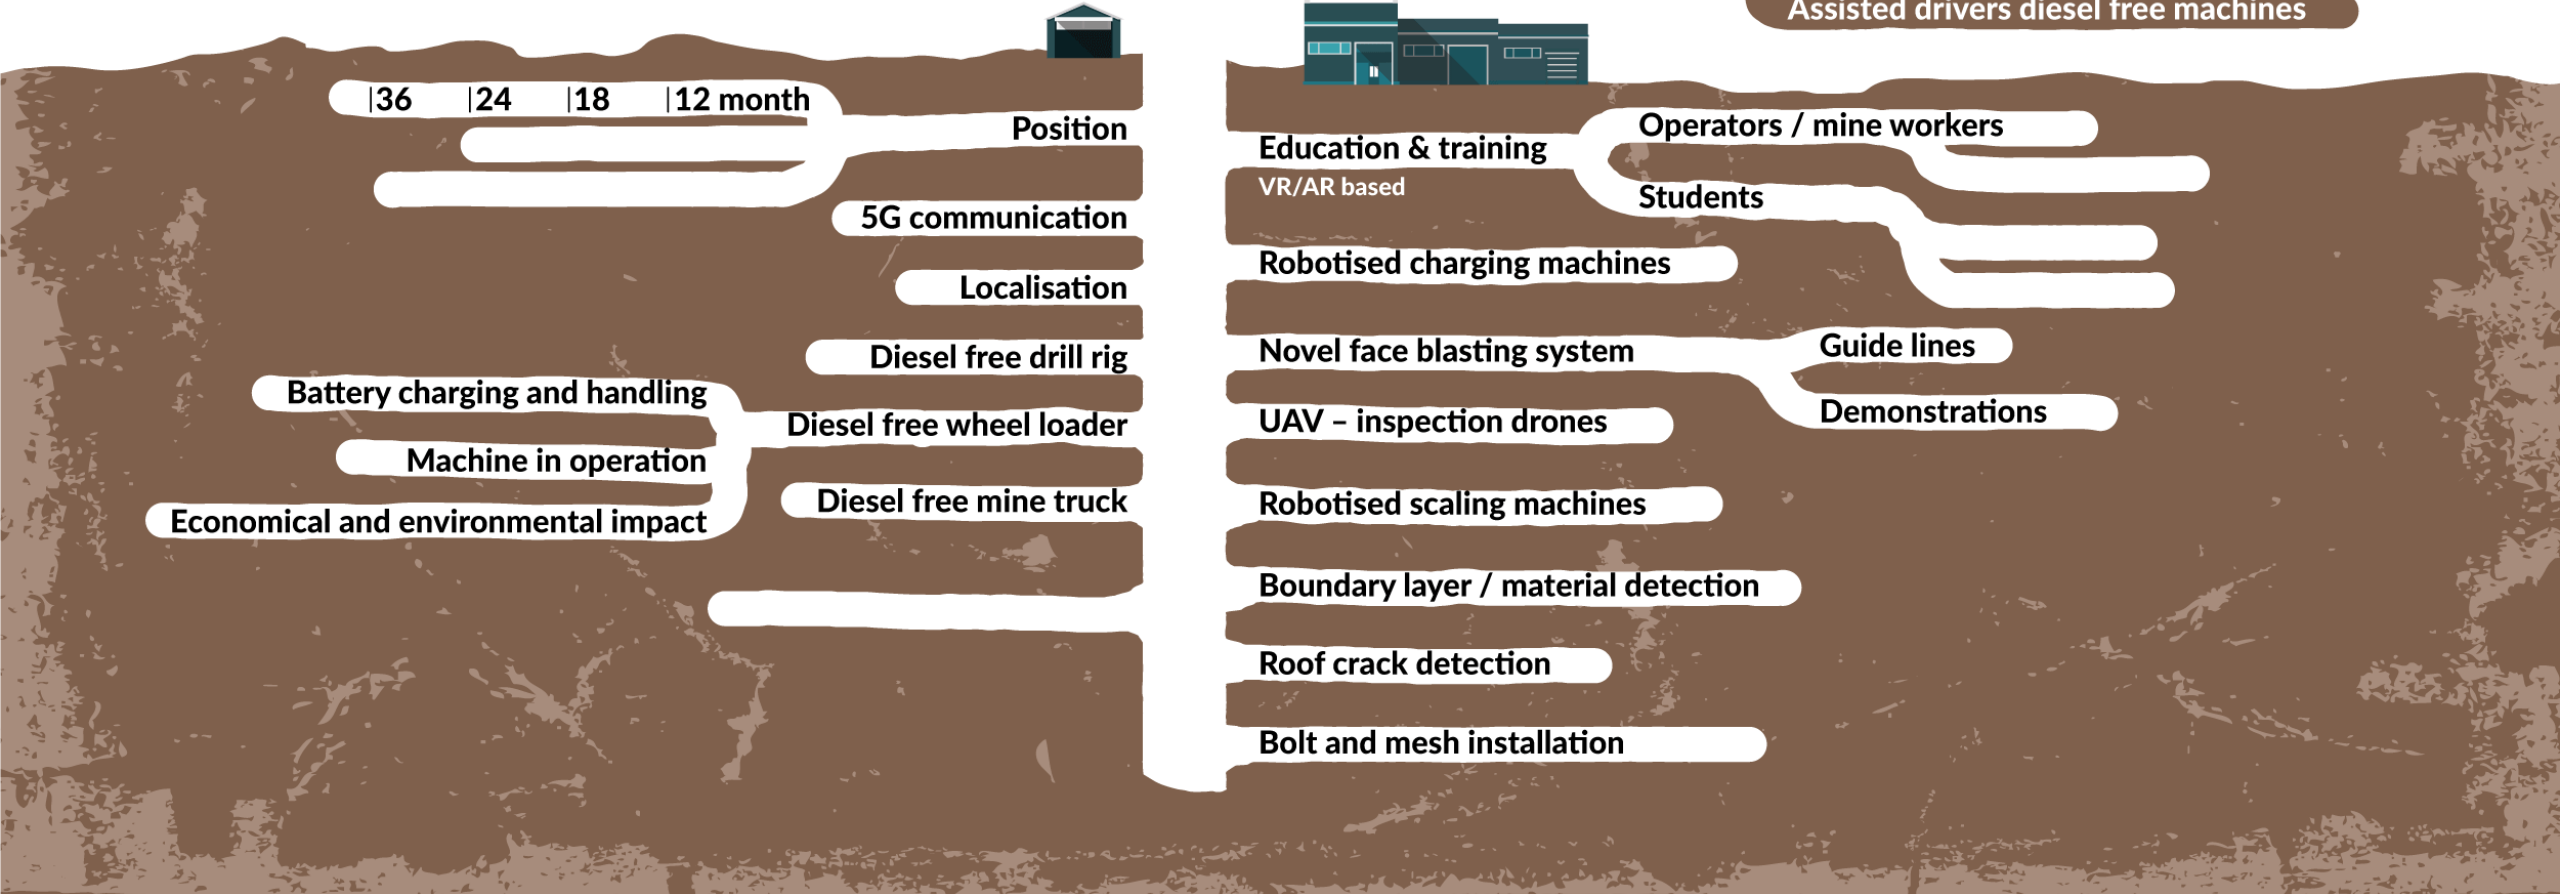 Assisted drivers diesel free machines
|36 |24 |18 |12 month
Position
5G communication
Localisation
Diesel free drill rig
Battery charging and handling
Diesel free wheel loader
Machine in operation
Diesel free mine truck
Economical and environmental impact
Education & training
VR/AR based
Operators / mine workers
Students
Robotised charging machines
Novel face blasting system
Guide lines
Demonstrations
UAV – inspection drones
Robotised scaling machines
Boundary layer / material detection
Roof crack detection
Bolt and mesh installation